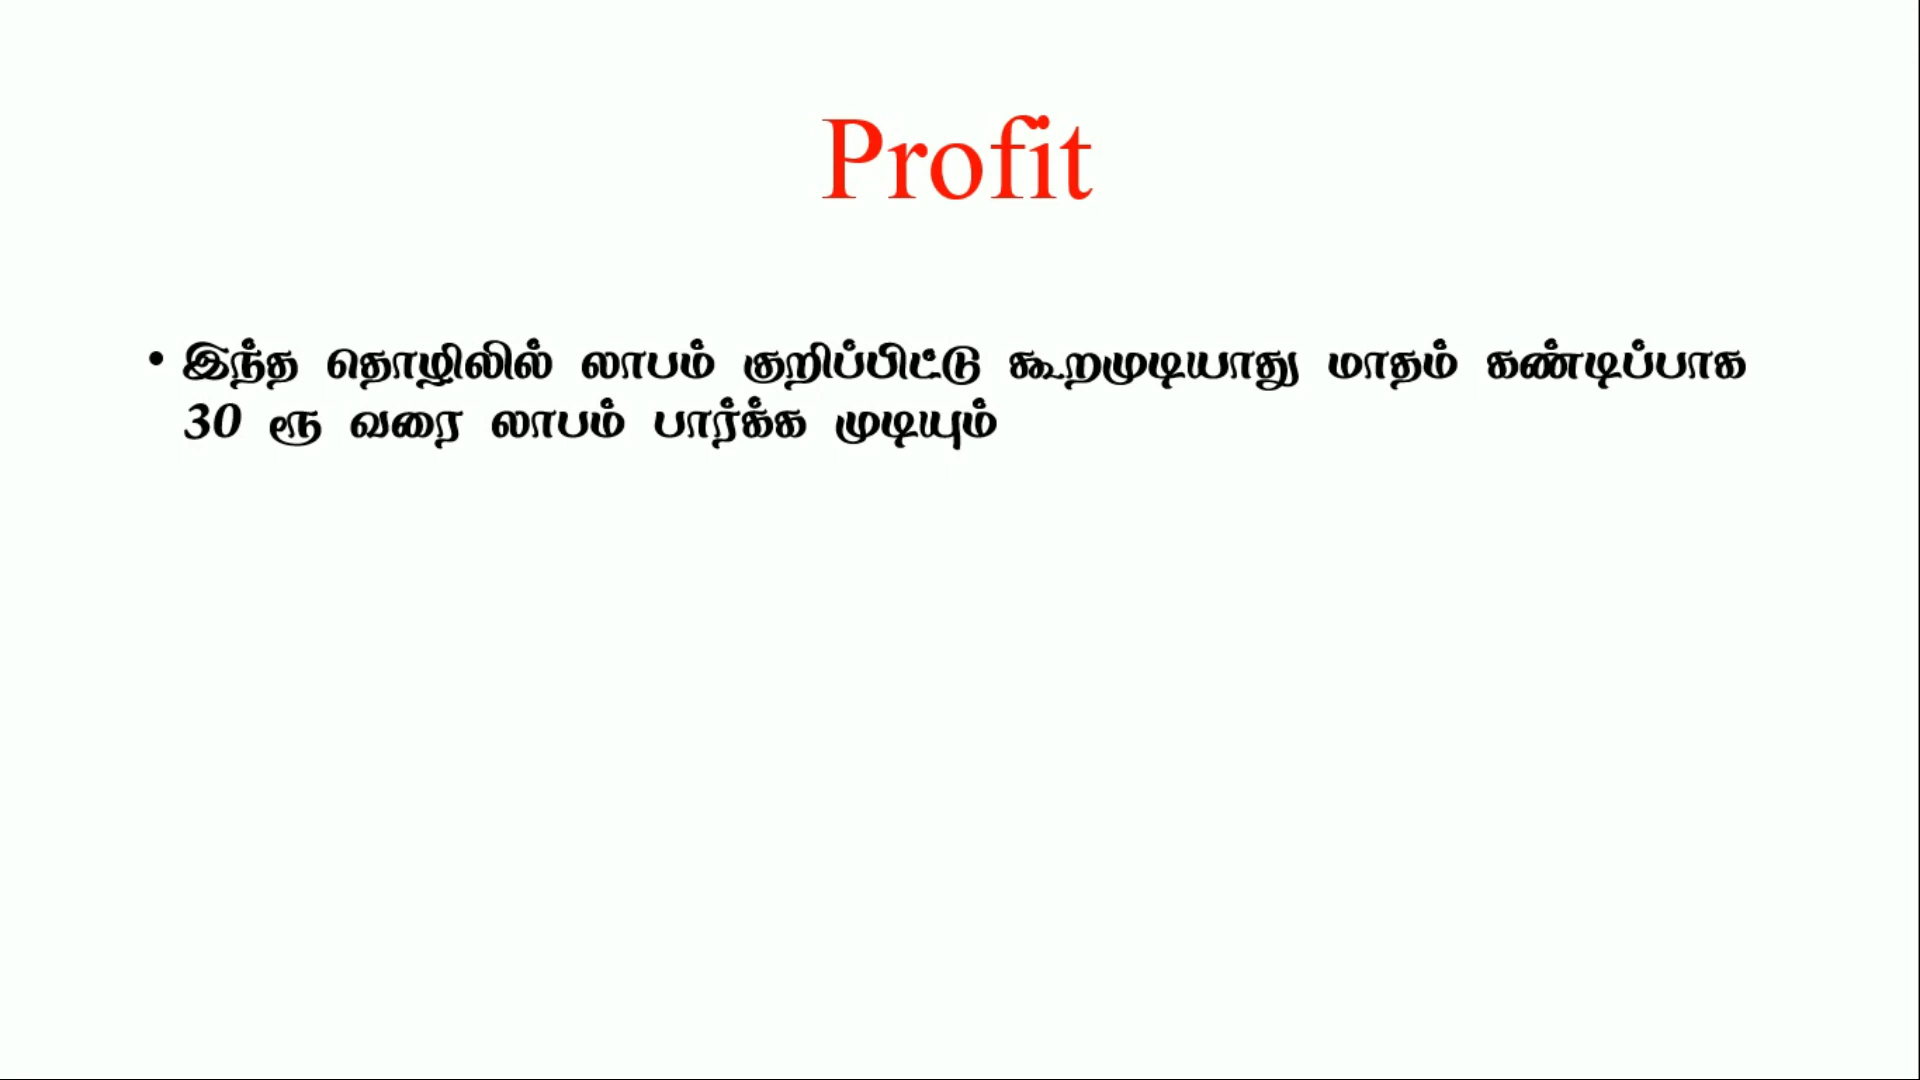 Profit
• இந்த தொழிலில் லாபம் குறிப்பிட்டு கூறமுடியாது மாதம் கண்டிப்பாக
30 ரூ வரை லாபம் பார்க்க முடியும்